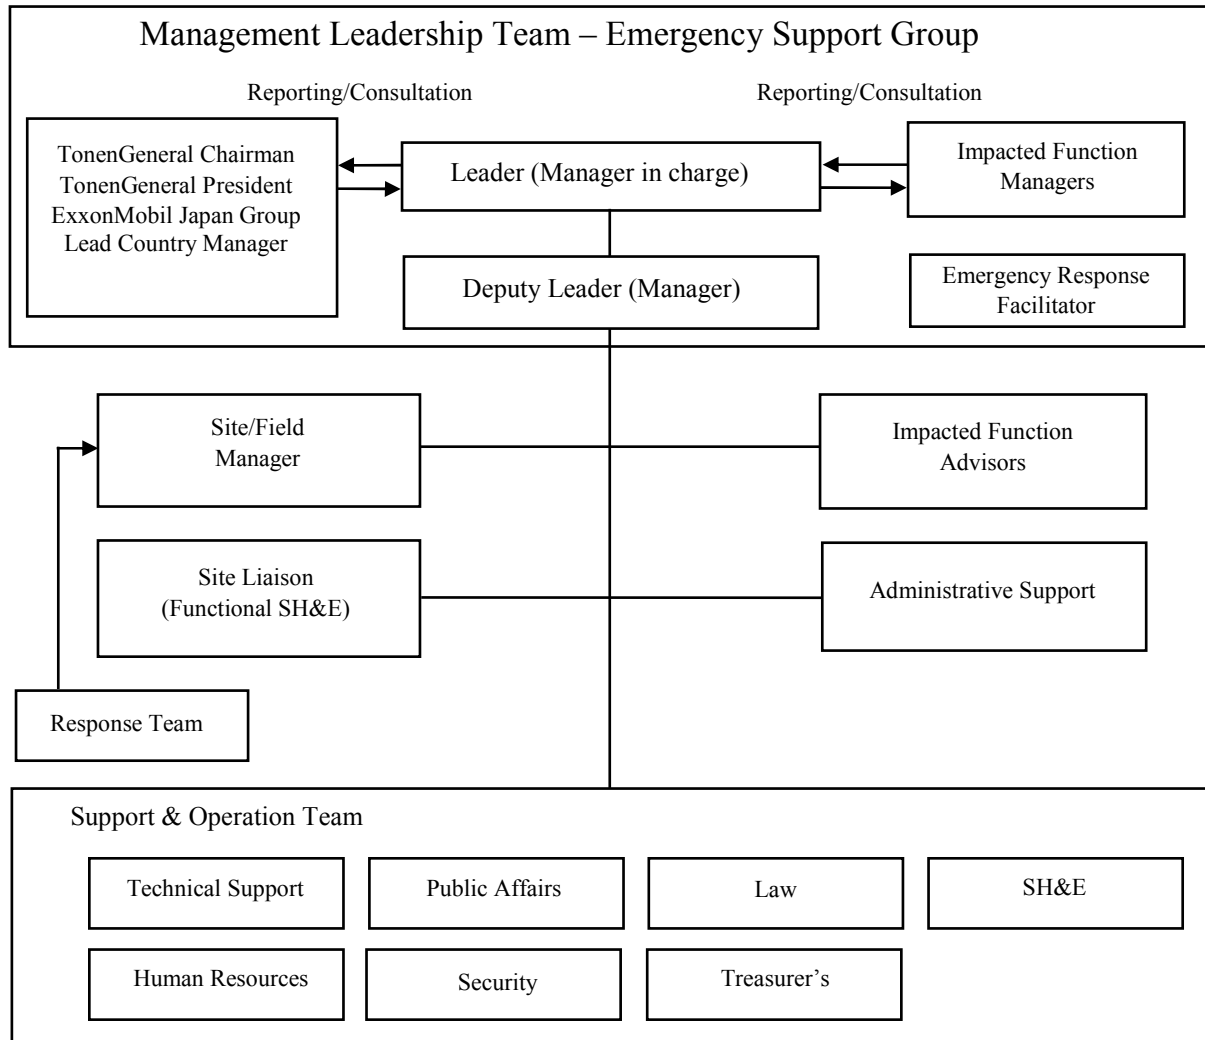 Management Leadership Team – Emergency Support Group
Reporting/Consultation
Reporting/Consultation
TonenGeneral Chairman
TonenGeneral President
ExxonMobil Japan Group
Lead Country Manager
Leader (Manager in charge)
Impacted Function
Managers
Deputy Leader (Manager)
Emergency Response
Facilitator
Site/Field
Manager
Impacted Function
Advisors
Site Liaison
(Functional SH&E)
Administrative Support
Response Team
Support & Operation Team
Technical Support
Public Affairs
Law
SH&E
Human Resources
Security
Treasurer’s